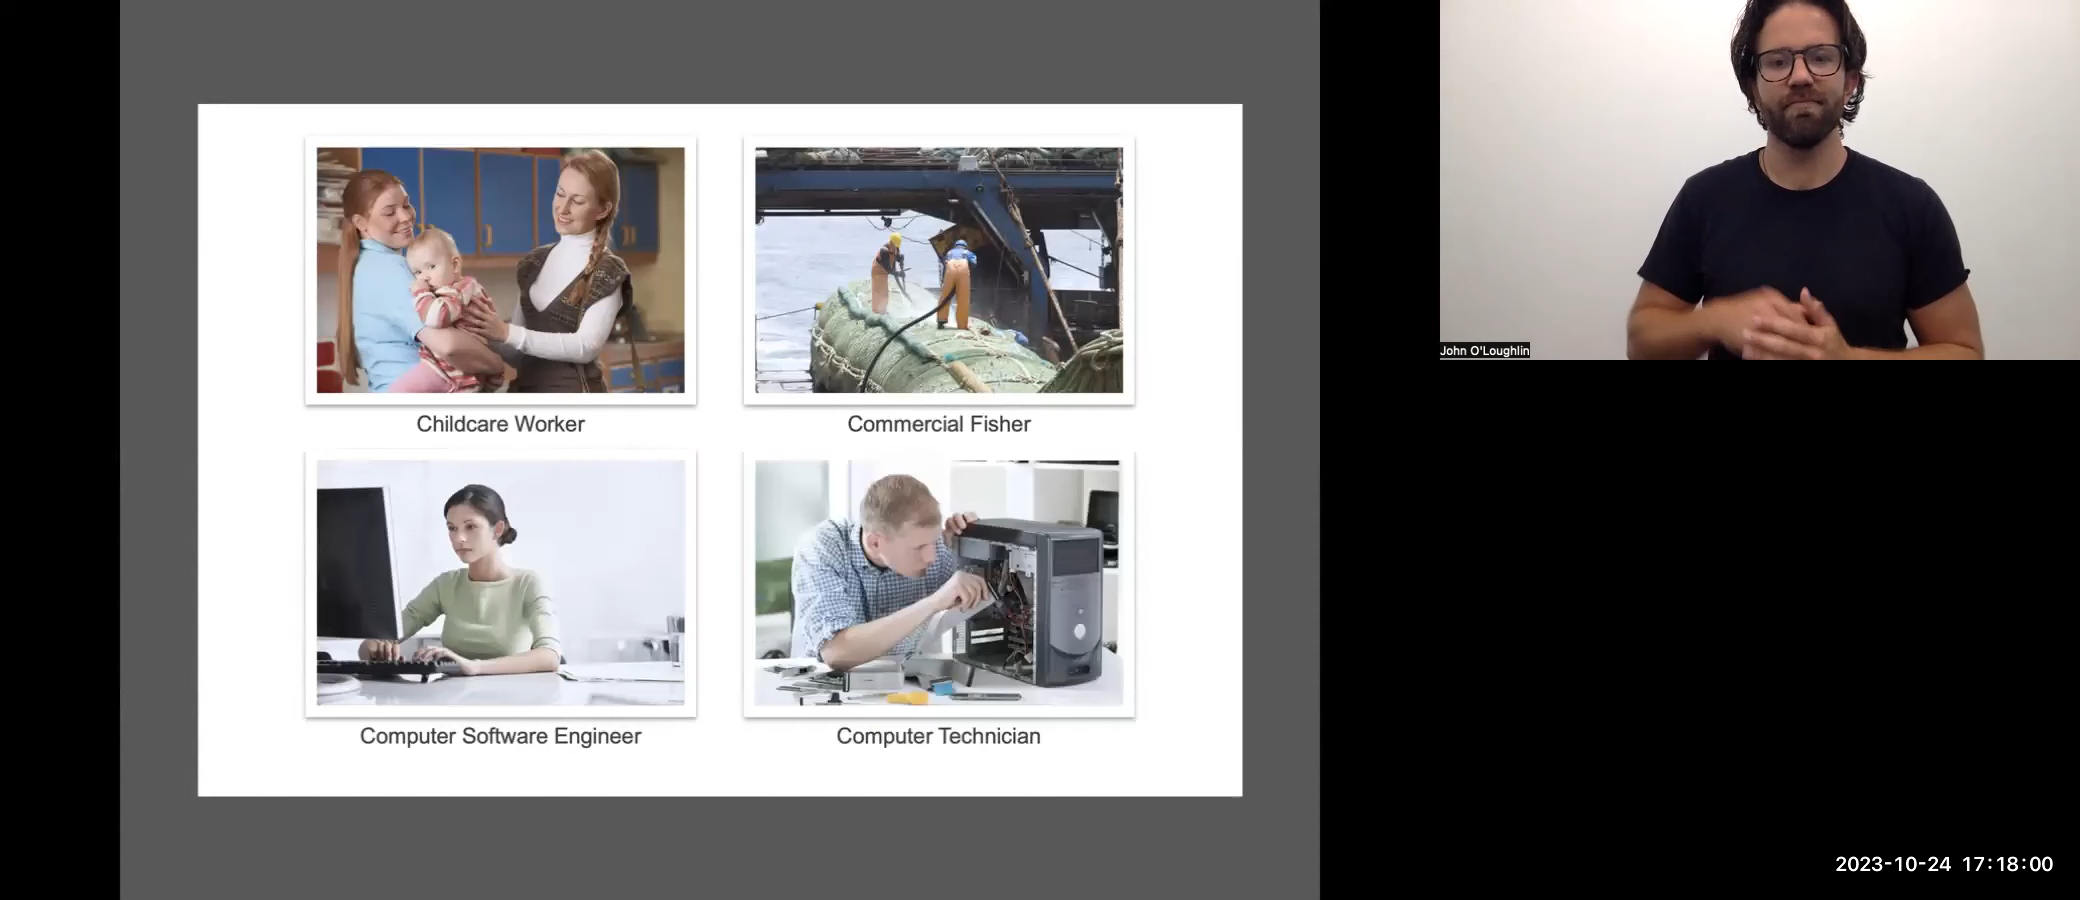 Childcare Worker
Commercial Fisher
Computer Software Engineer
Computer Technician
John O'Loughlin
2023-10-24 17:18:00